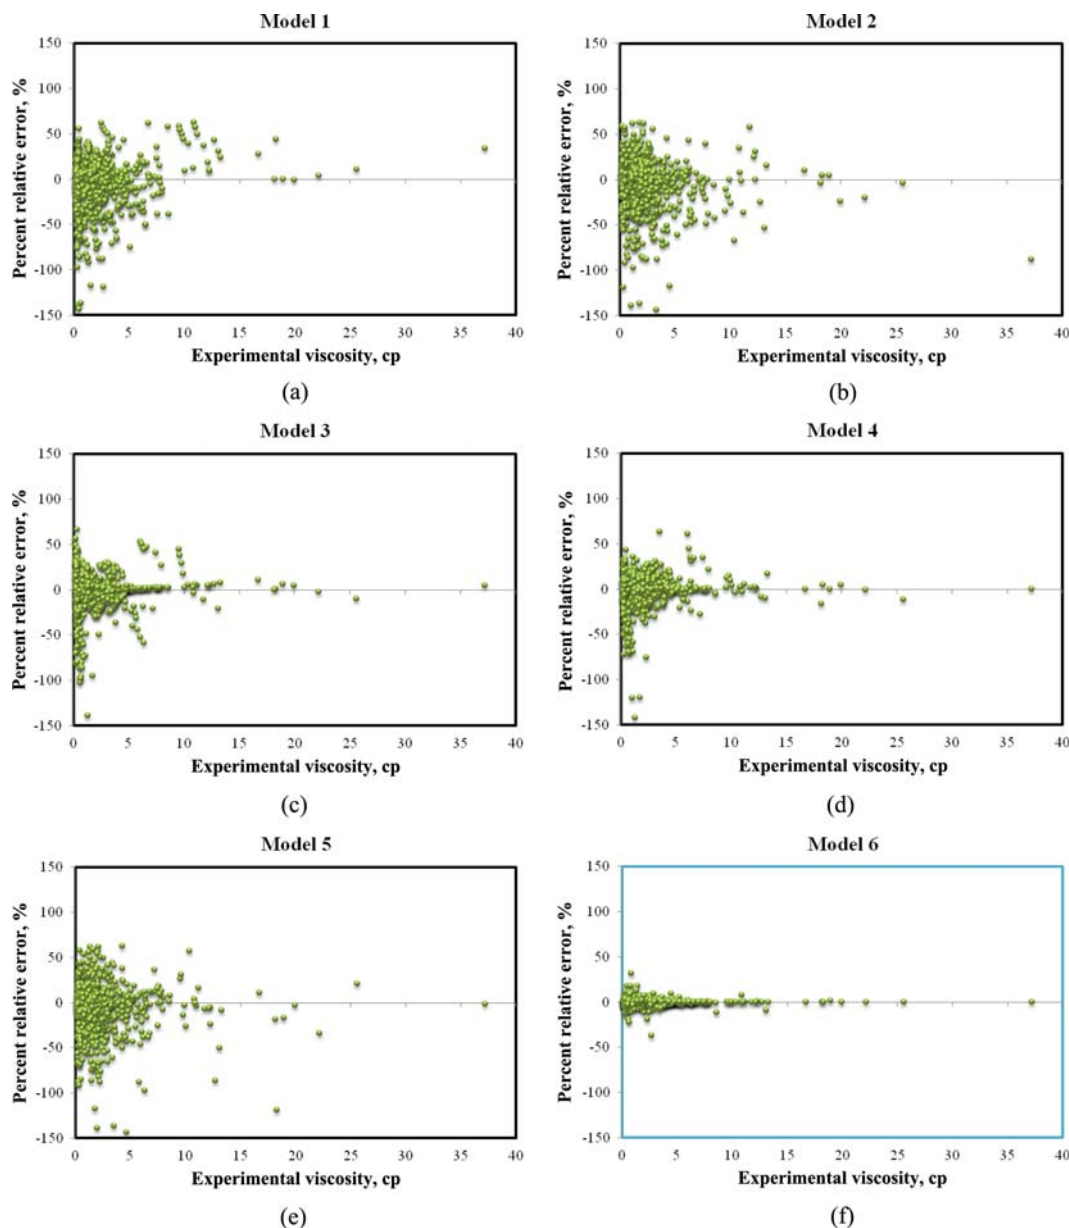 Model 1
Percent relative error, %
150
100
50
0
-50
-100
-150
0 5 10 15 20 25 30 35 40
Experimental viscosity, cp
(a)
Model 2
Percent relative error, %
150
100
50
0
-50
-100
-150
0 5 10 15 20 25 30 35 40
Experimental viscosity, cp
(b)
Model 3
Percent relative error, %
150
100
50
0
-50
-100
-150
0 5 10 15 20 25 30 35 40
Experimental viscosity, cp
(c)
Model 4
Percent relative error, %
150
100
50
0
-50
-100
-150
0 5 10 15 20 25 30 35 40
Experimental viscosity, cp
(d)
Model 5
Percent relative error, %
150
100
50
0
-50
-100
-150
0 5 10 15 20 25 30 35 40
Experimental viscosity, cp
(e)
Model 6
Percent relative error, %
150
100
50
0
-50
-100
-150
0 5 10 15 20 25 30 35 40
Experimental viscosity, cp
(f)